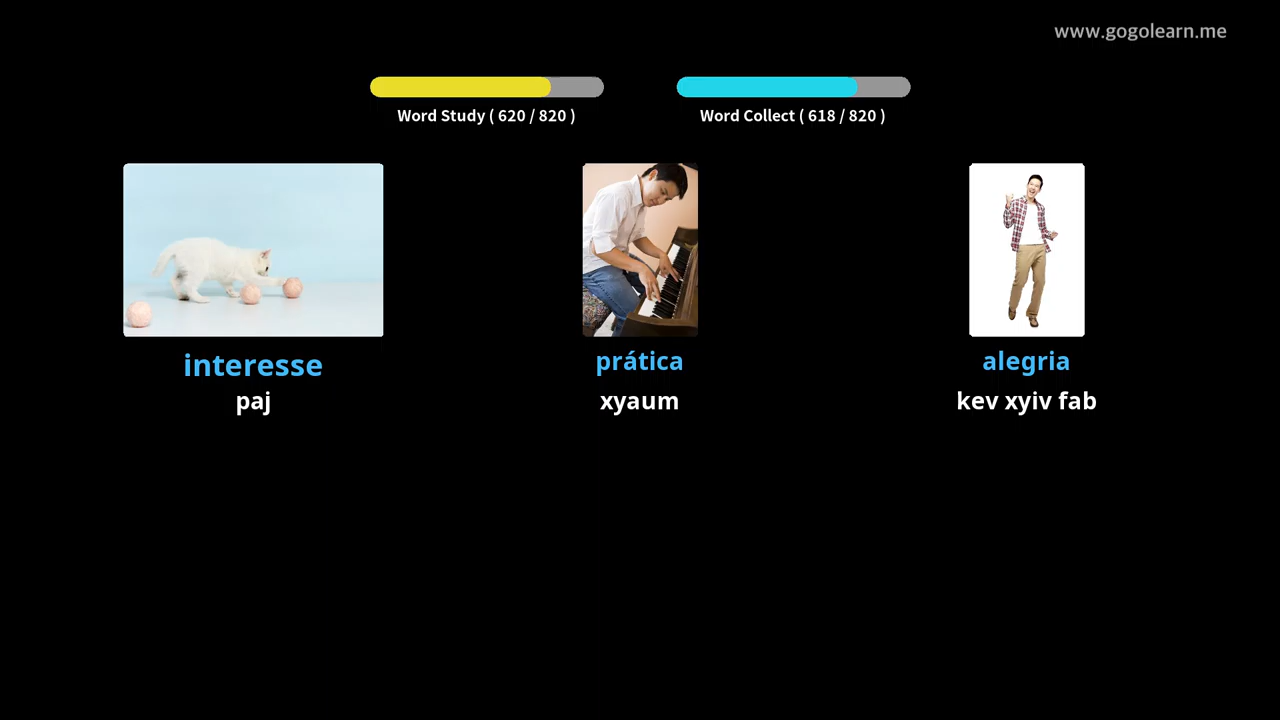 www.gogolearn.me
Word Study ( 620 / 820 )
Word Collect ( 618 / 820 )
interesse
paj
prática
xyaum
alegria
kev xyiv fab